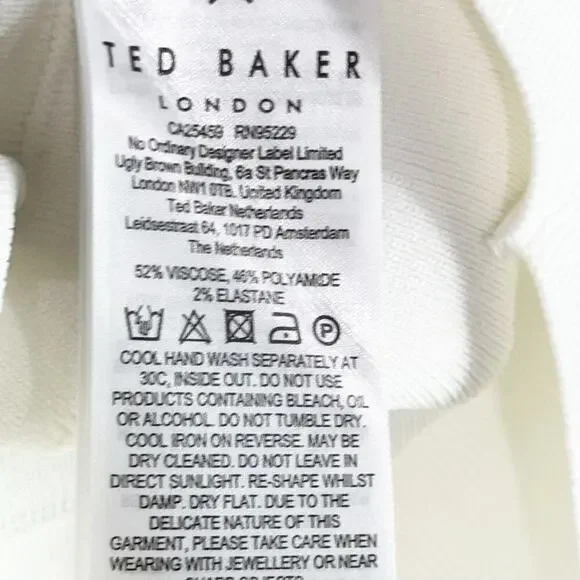 TED BAKER
LONDON
CA25459 RN95229
No Ordinary Designer Label Limited
Ugly Brown Building, 6a St Pancras Way
London NW1 0TB. United Kingdom
Ted Baker Netherlands
Leidsestraat 64, 1017 PD Amsterdam
The Netherlands
52% VISCOSE, 46% POLYAMIDE
2% ELASTANE
P
COOL HAND WASH SEPARATELY AT
30C, INSIDE OUT. DO NOT USE
PRODUCTS CONTAINING BLEACH, OIL
OR ALCOHOL. DO NOT TUMBLE DRY.
COOL IRON ON REVERSE. MAY BE
DRY CLEANED. DO NOT LEAVE IN
DIRECT SUNLIGHT. RE-SHAPE WHILST
DAMP. DRY FLAT. DUE TO THE
DELICATE NATURE OF THIS
GARMENT, PLEASE TAKE CARE WHEN
WEARING WITH JEWELLERY OR NEAR